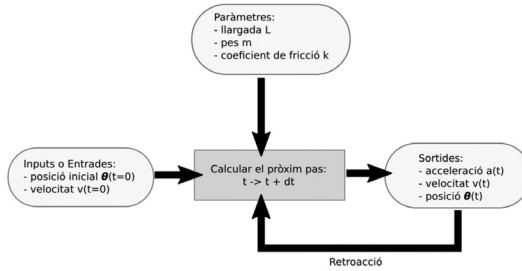 Paràmetres:
- llargada L
- pes m
- coeficient de fricció k
Inputs o Entrades:
- posició inicial θ(t=0)
- velocitat v(t=0)
Calcular el pròxim pas:
t -> t + dt
Sortides:
- acceleració a(t)
- velocitat v(t)
- posició θ(t)
Retroacció